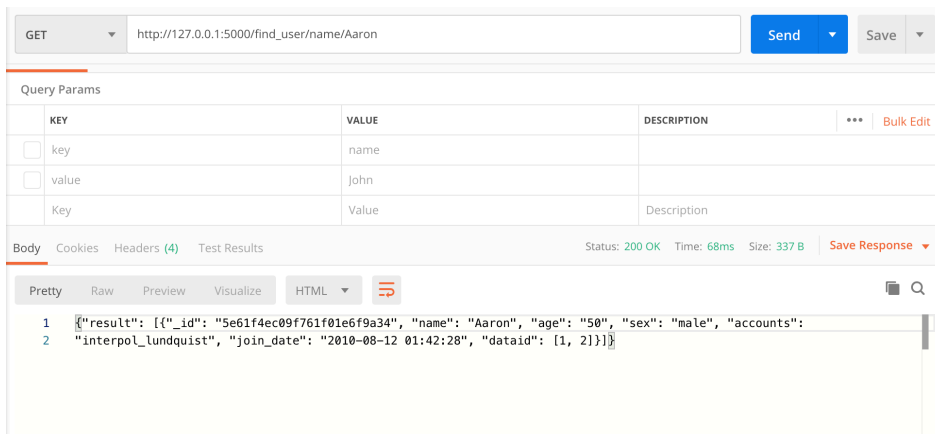 GET http://127.0.0.1:5000/find_user/name/Aaron Send Save
Query Params
KEY VALUE DESCRIPTION ••• Bulk Edit
key name
value John
Key Value Description
Body Cookies Headers (4) Test Results Status: 200 OK Time: 68ms Size: 337 B Save Response
Pretty Raw Preview Visualize HTML
1 {"result": [{"_id": "5e61f4ec09f761f01e6f9a34", "name": "Aaron", "age": "50", "sex": "male", "accounts":
2 "interpol_lundquist", "join_date": "2010-08-12 01:42:28", "dataid": [1, 2]}]}